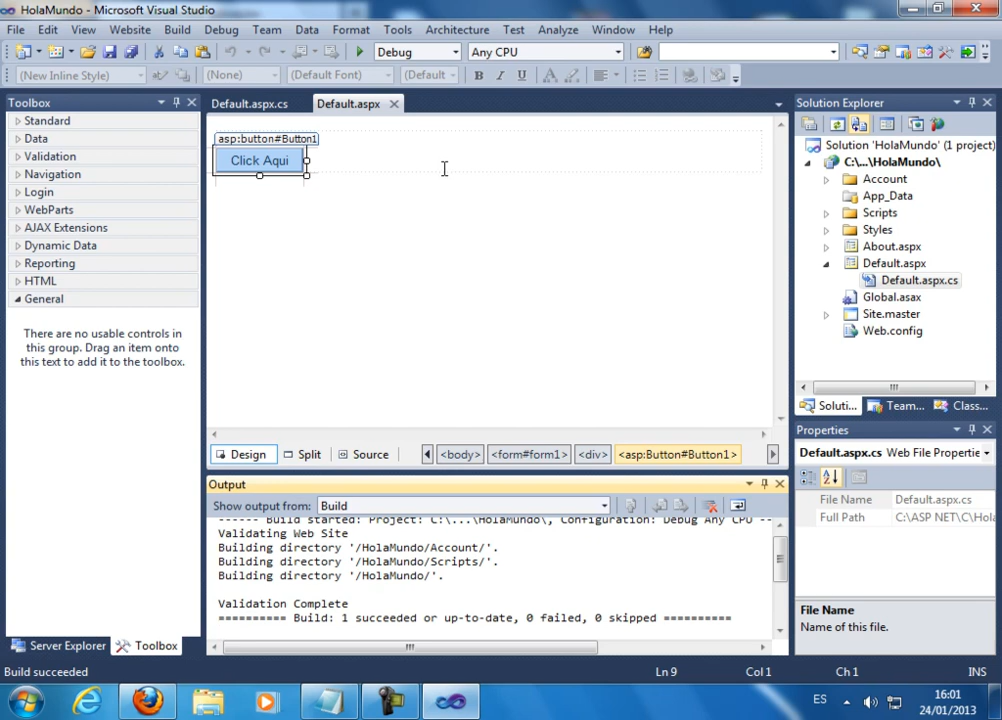 HolaMundo - Microsoft Visual Studio
File Edit View Website Build Debug Team Data Format Tools Architecture Test Analyze Window Help
Debug Any CPU
(New Inline Style) (None) (Default Font) (Default B I U A
Toolbox
Standard
Data
Validation
Navigation
Login
WebParts
AJAX Extensions
Dynamic Data
Reporting
HTML
General
There are no usable controls in
this group. Drag an item onto
this text to add it to the toolbox.
Server Explorer Toolbox
Default.aspx.cs Default.aspx
asp:button#Button1
Click Aqui
Design Split Source <body> <form#form1> <div> <asp:Button#Button1>
Output
Show output from: Build
------ Build started: Project: C:\...\HolaMundo\, Configuration: Debug Any CPU --
Validating Web Site
Building directory '/HolaMundo/Account/'.
Building directory '/HolaMundo/Scripts/'.
Building directory '/HolaMundo/'.
Validation Complete
========== Build: 1 succeeded or up-to-date, 0 failed, 0 skipped ==========
Solution Explorer
Solution 'HolaMundo' (1 project)
C:\...\HolaMundo\
Account
App_Data
Scripts
Styles
About.aspx
Default.aspx
Default.aspx.cs
Global.asax
Site.master
Web.config
Soluti... Team... Class...
Properties
Default.aspx.cs Web File Propertie
File Name Default.aspx.cs
Full Path C:\ASP NET\C\Hola
File Name
Name of this file.
Build succeeded Ln 9 Col 1 Ch 1 INS
ES 16:01
24/01/2013